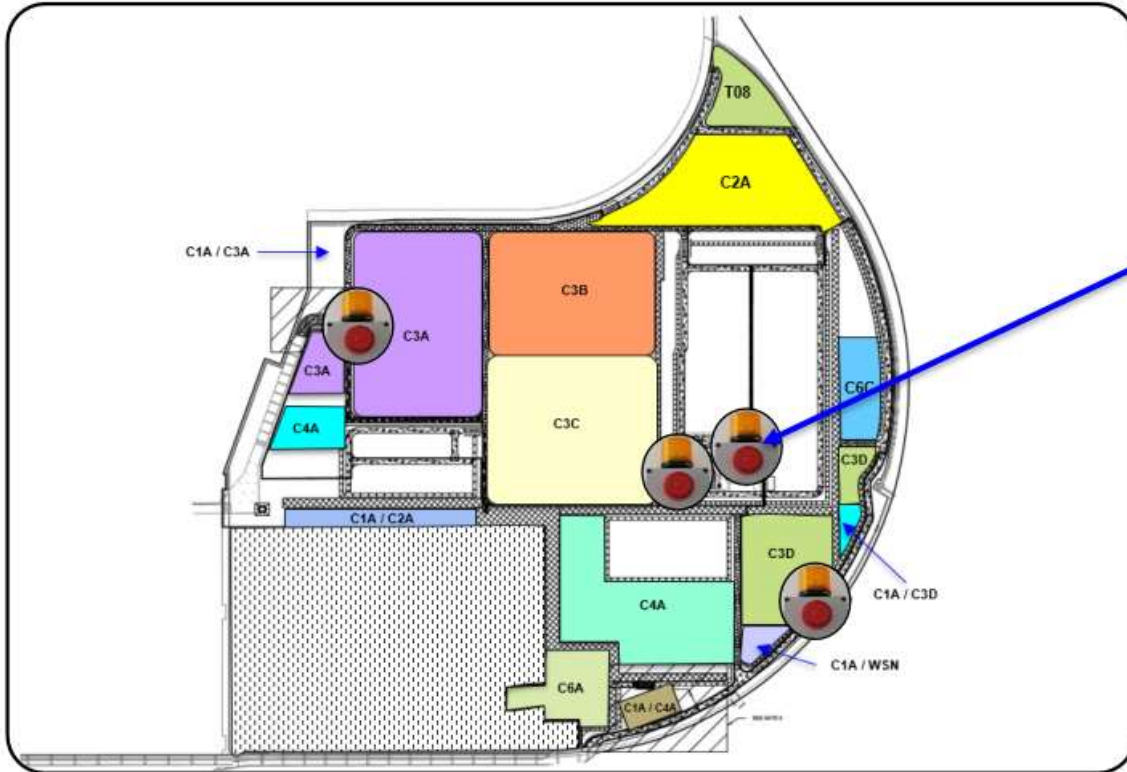 T08
C2A
C1A / C3A
C3B
C3A
C3A
C6C
C4A
C3C
C3D
C1A / C2A
C3D
C1A / C3D
C4A
C1A / WSN
C6A
C1A / C4A